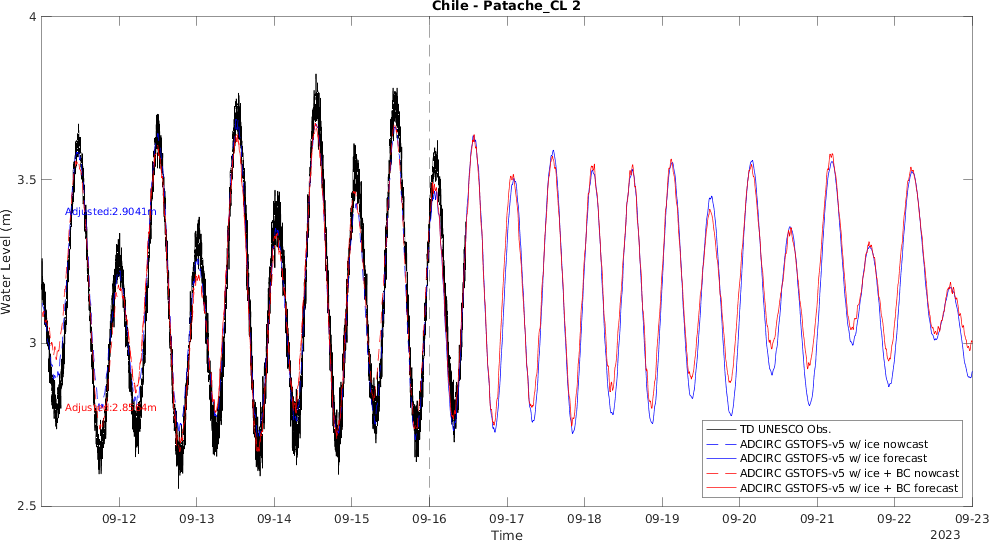 Chile - Patache_CL 2
Water Level (m)
4
3.5
3
2.5
Adjusted:2.9041m
09-12
09-13
09-14
09-15
09-16
09-17
09-18
09-19
09-20
09-21
09-22
09-23
Time
2023
TD UNESCO Obs.
ADCIRC GSTOFS-v5 w/ ice nowcast
ADCIRC GSTOFS-v5 w/ ice forecast
ADCIRC GSTOFS-v5 w/ ice + BC nowcast
ADCIRC GSTOFS-v5 w/ ice + BC forecast